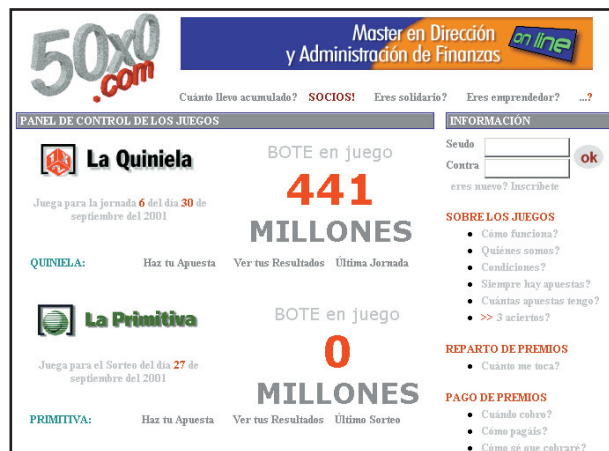 50x0
.com
Master en Dirección
y Administración de Finanzas
on line
Cuánto llevo acumulado? SOCIOS! Eres solidario? Eres emprendedor? ...?
PANEL DE CONTROL DE LOS JUEGOS
La Quiniela
Juega para la jornada 6 del día 30 de
septiembre del 2001
BOTE en juego
441
MILLONES
QUINIELA: Haz tu Apuesta Ver tus Resultados Última Jornada
La Primitiva
Juega para el Sorteo del día 27 de
septiembre del 2001
BOTE en juego
0
MILLONES
PRIMITIVA: Haz tu Apuesta Ver tus Resultados Último Sorteo
INFORMACIÓN
Seudo
Contra
ok
eres nuevo? Inscribete
SOBRE LOS JUEGOS
Cómo funciona?
Quiénes somos?
Condiciones?
Siempre hay apuestas?
Cuántas apuestas tengo?
>> 3 aciertos?
REPARTO DE PREMIOS
Cuánto me toca?
PAGO DE PREMIOS
Cuándo cobro?
Cómo pagáis?
Cómo sé que cobraré?